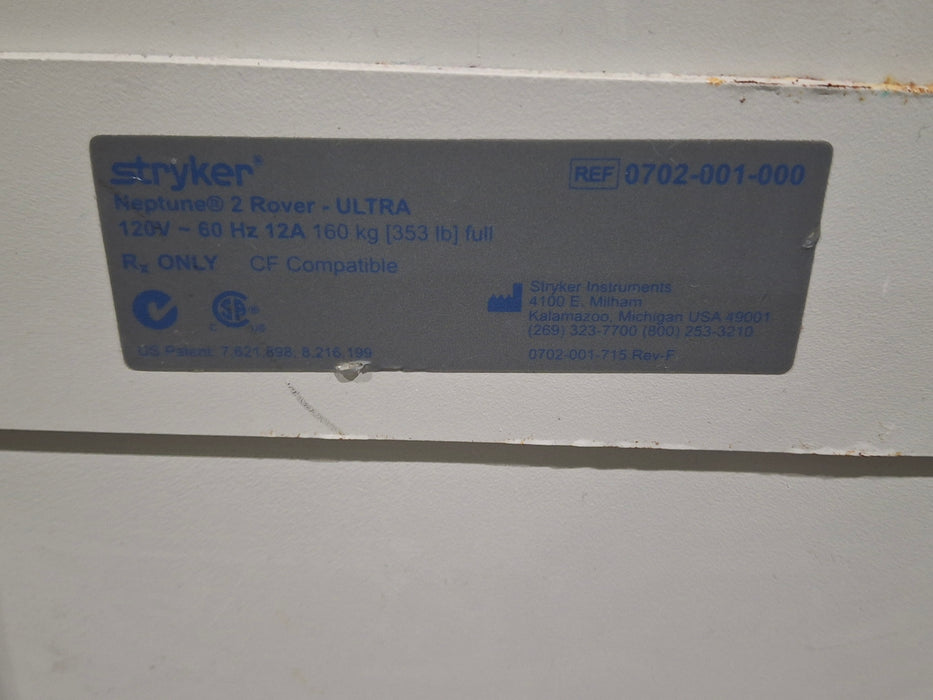 stryker®
REF 0702-001-000
Neptune® 2 Rover - ULTRA
120V ~ 60 Hz 12A 160 kg [353 lb] full
Rx ONLY CF Compatible
SP® C US
Stryker Instruments
4100 E. Milham
Kalamazoo, Michigan USA 49001
(269) 323-7700 (800) 253-3210
US Patent: 7,621,898, 8,216,199
0702-001-715 Rev-F